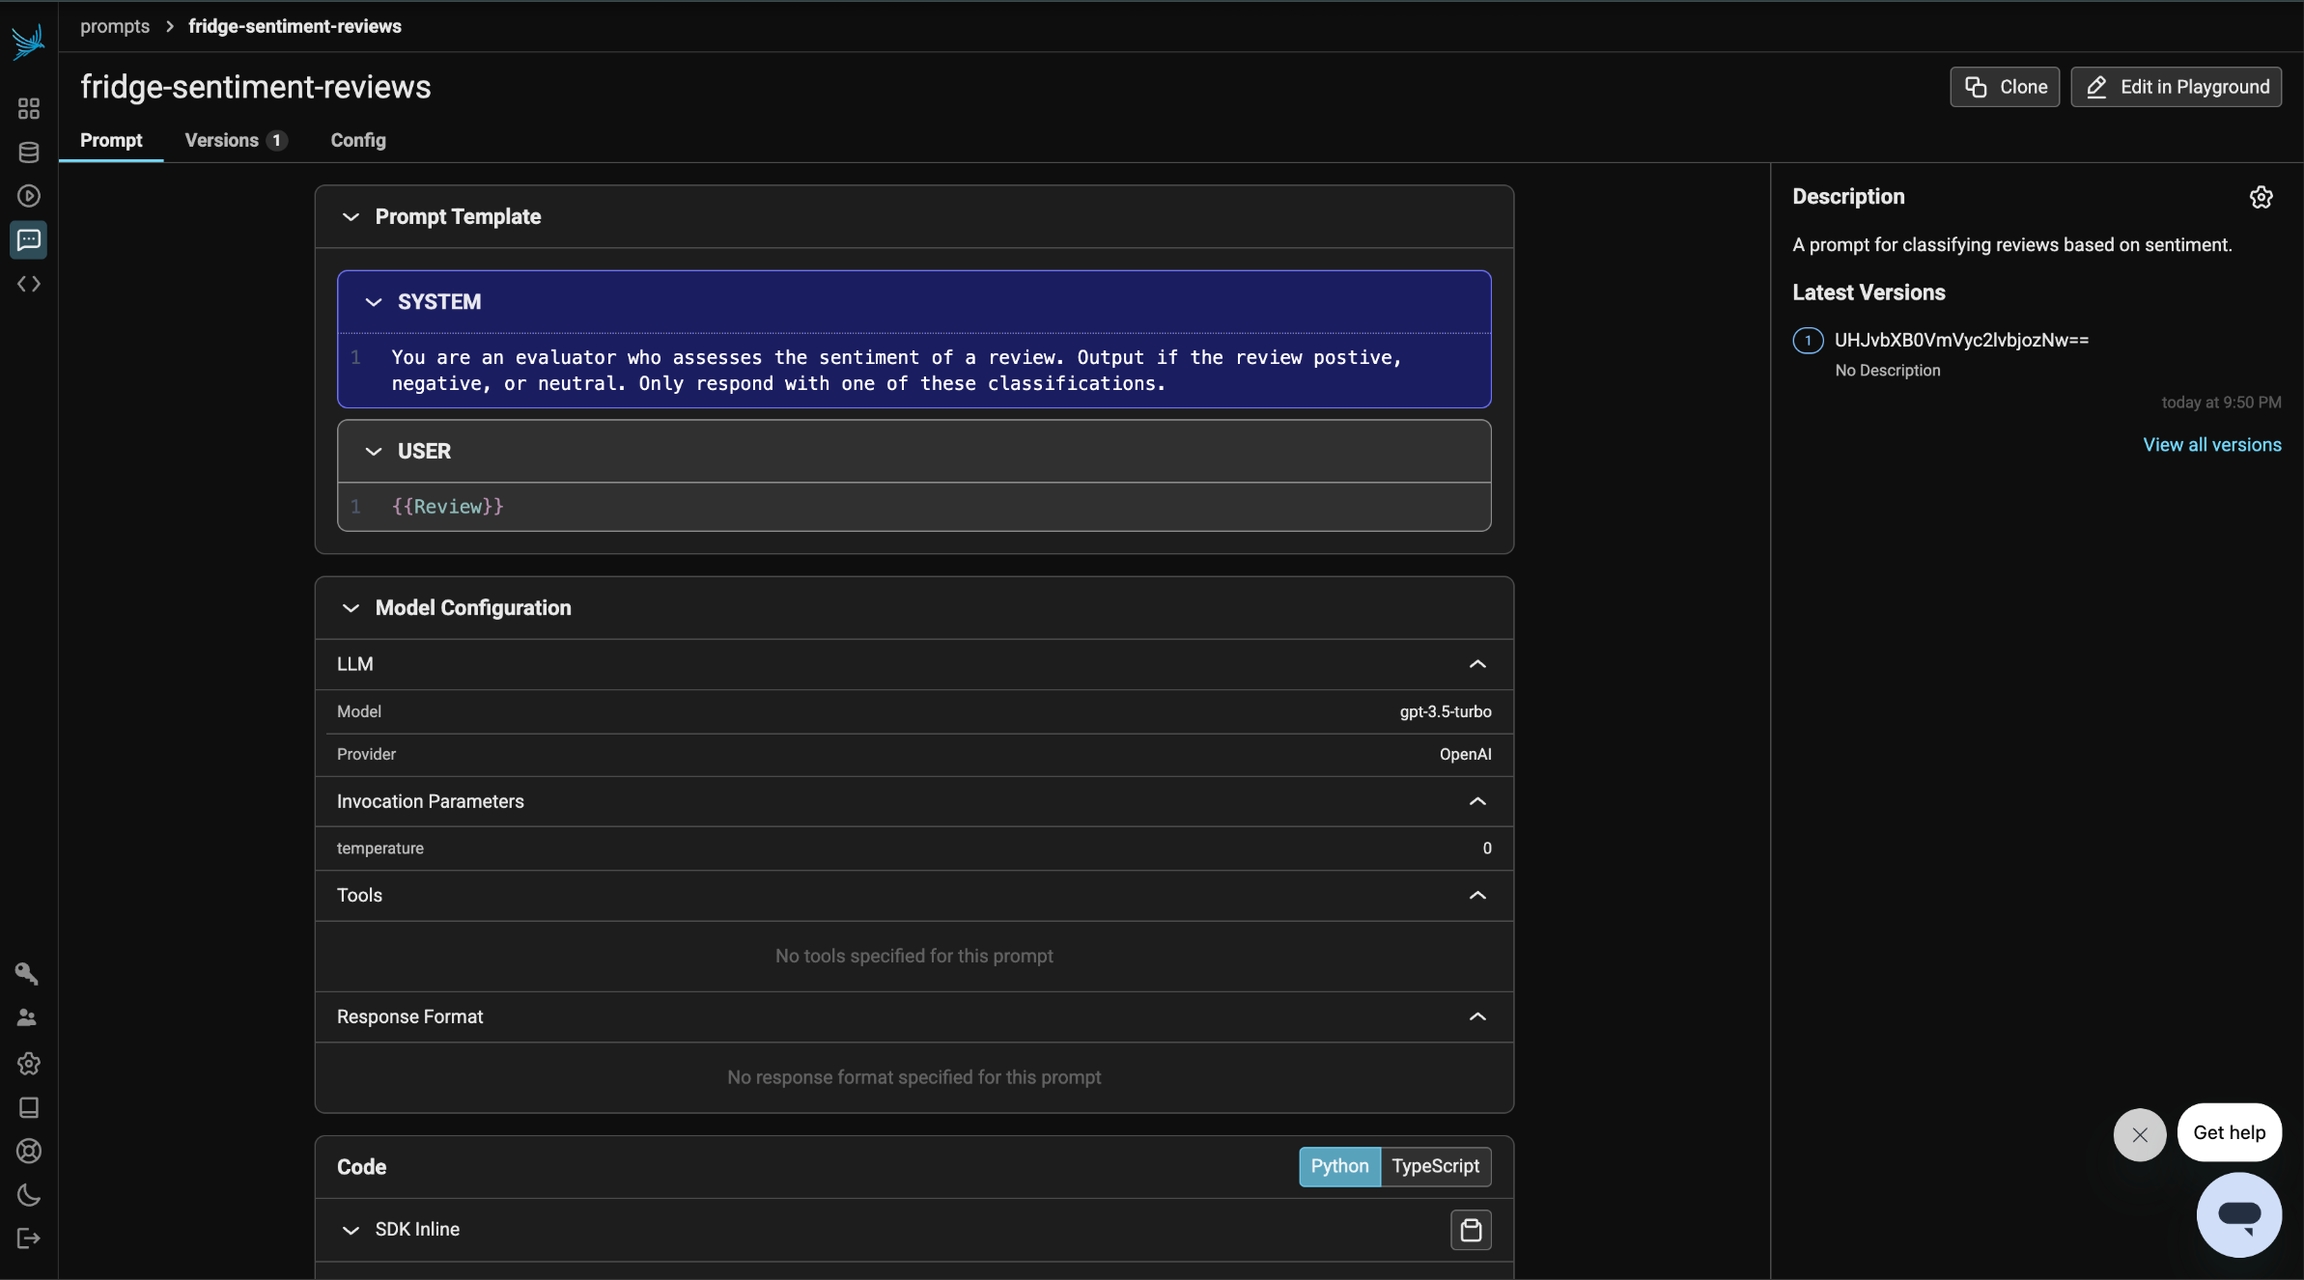 prompts > fridge-sentiment-reviews
fridge-sentiment-reviews
Clone
Edit in Playground
Prompt
Versions 1
Config
Prompt Template
SYSTEM
1 You are an evaluator who assesses the sentiment of a review. Output if the review postive,
negative, or neutral. Only respond with one of these classifications.
USER
1 {{Review}}
Model Configuration
LLM
Model gpt-3.5-turbo
Provider OpenAI
Invocation Parameters
temperature 0
Tools
No tools specified for this prompt
Response Format
No response format specified for this prompt
Code
Python TypeScript
SDK Inline
Description
A prompt for classifying reviews based on sentiment.
Latest Versions
1 UHJvbXB0VmVyc2lvbjozNw==
No Description
today at 9:50 PM
View all versions
Get help